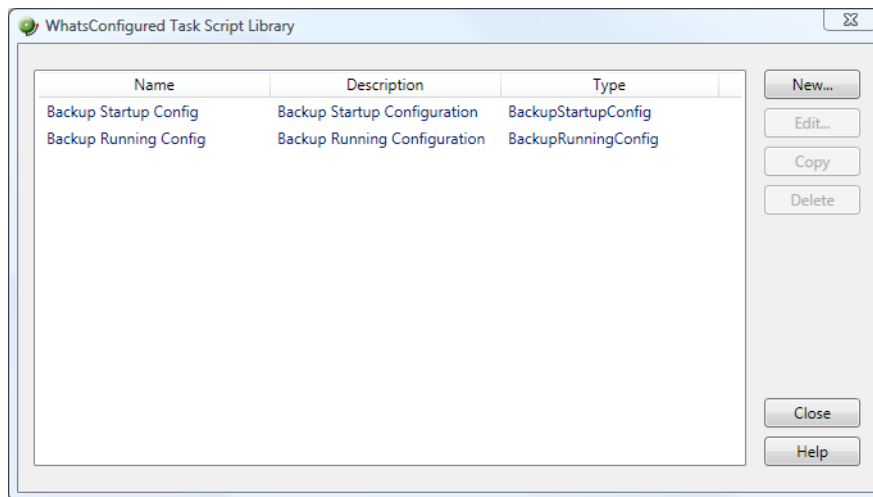 WhatsConfigured Task Script Library
Name Description Type
Backup Startup Config Backup Startup Configuration BackupStartupConfig
Backup Running Config Backup Running Configuration BackupRunningConfig
New...
Edit...
Copy
Delete
Close
Help